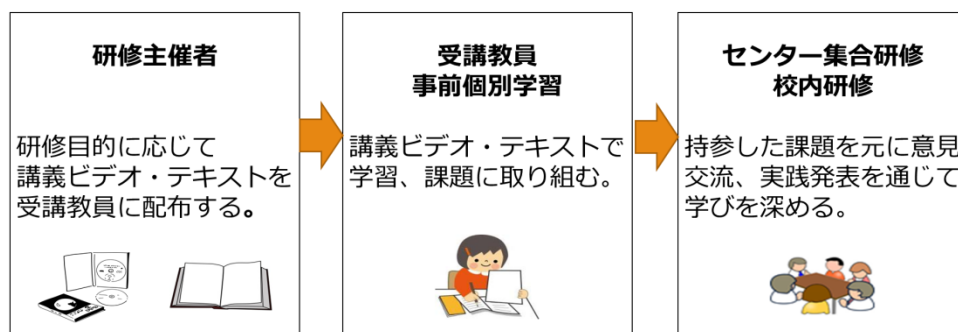 研修主催者
研修目的に応じて
講義ビデオ・テキストを
受講教員に配布する。
受講教員
事前個別学習
講義ビデオ・テキストで
学習、課題に取り組む。
センター集合研修
校内研修
持参した課題を元に意見
交流、実践発表を通じて
学びを深める。